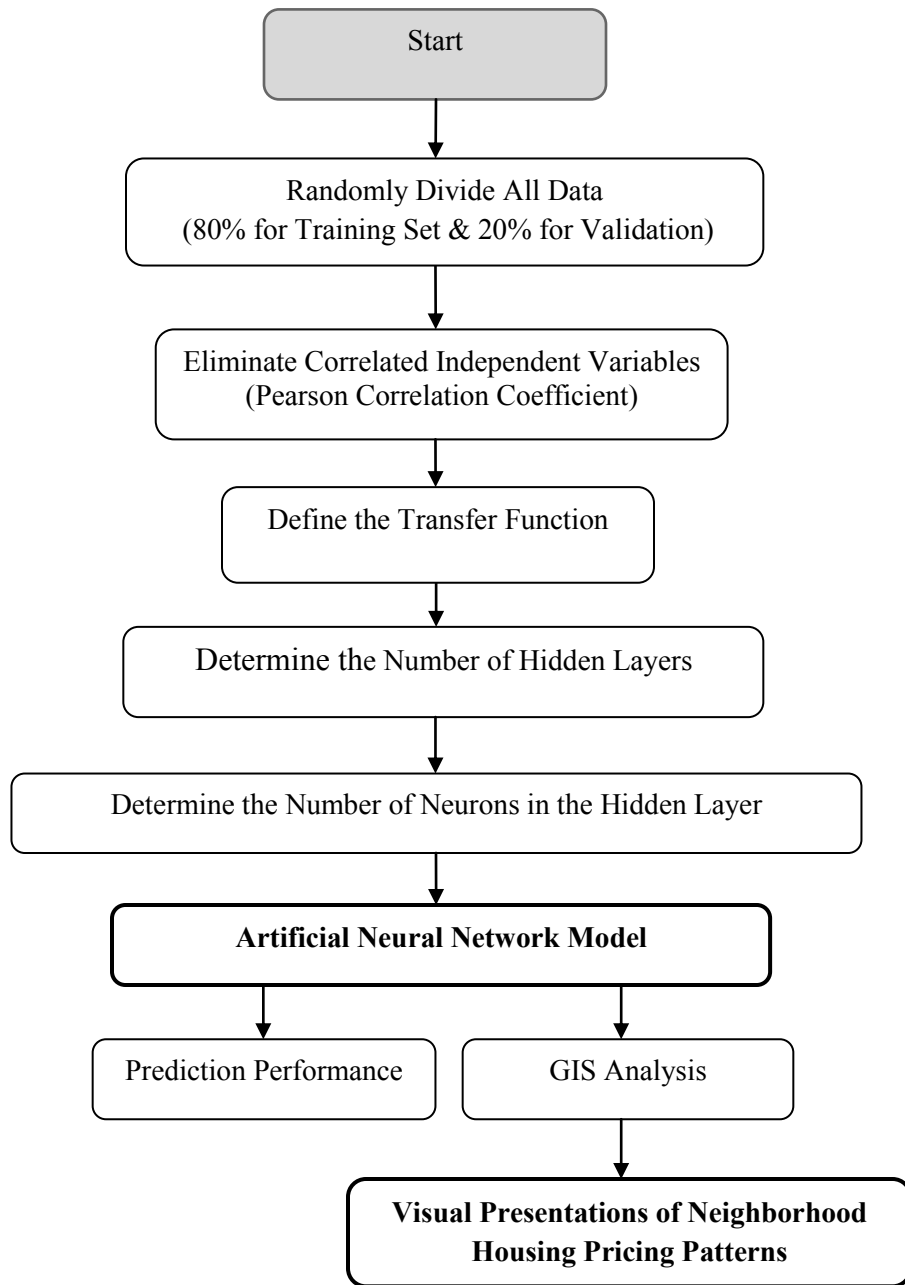 Start
Randomly Divide All Data
(80% for Training Set & 20% for Validation)
Eliminate Correlated Independent Variables
(Pearson Correlation Coefficient)
Define the Transfer Function
Determine the Number of Hidden Layers
Determine the Number of Neurons in the Hidden Layer
Artificial Neural Network Model
Prediction Performance
GIS Analysis
Visual Presentations of Neighborhood
Housing Pricing Patterns